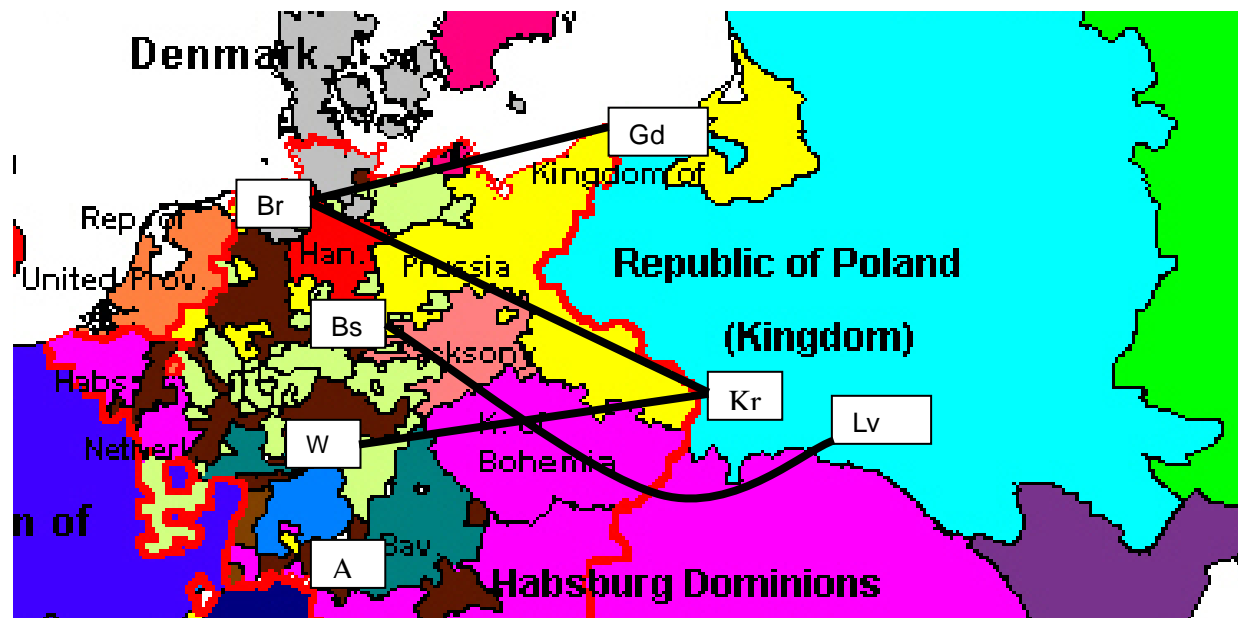 Denmark
Gd
Kingdom of
Br
Rep. of
United Prov.
Han.
Prussia
Republic of Poland
(Kingdom)
Bs
Habs
Kr
Lv
W
K. of
Bohemia
Netherl
n of
Bav.
A
Habsburg Dominions